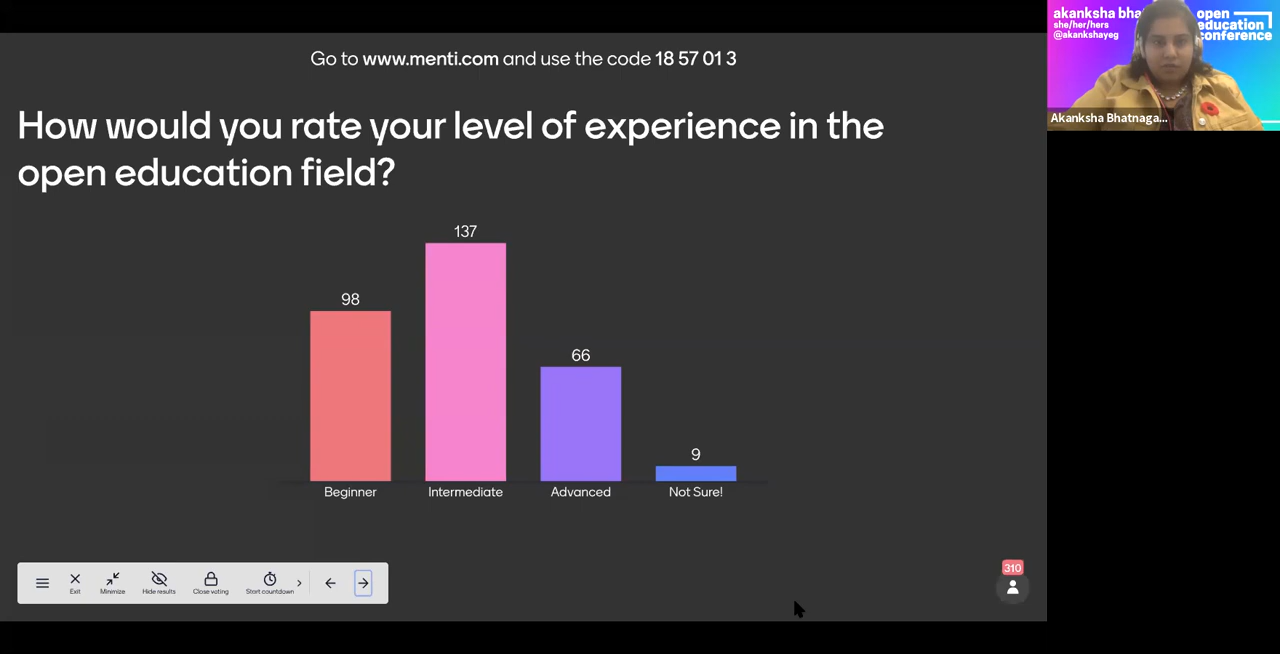 Go to www.menti.com and use the code 18 57 01 3
How would you rate your level of experience in the
open education field?
98
137
66
9
Beginner
Intermediate
Advanced
Not Sure!
Exit
Minimize
Hide results
Close voting
Start countdown
310
akanksha bha
she/her/hers
@akankshayeg
open
education
conference
Akanksha Bhatnaga...